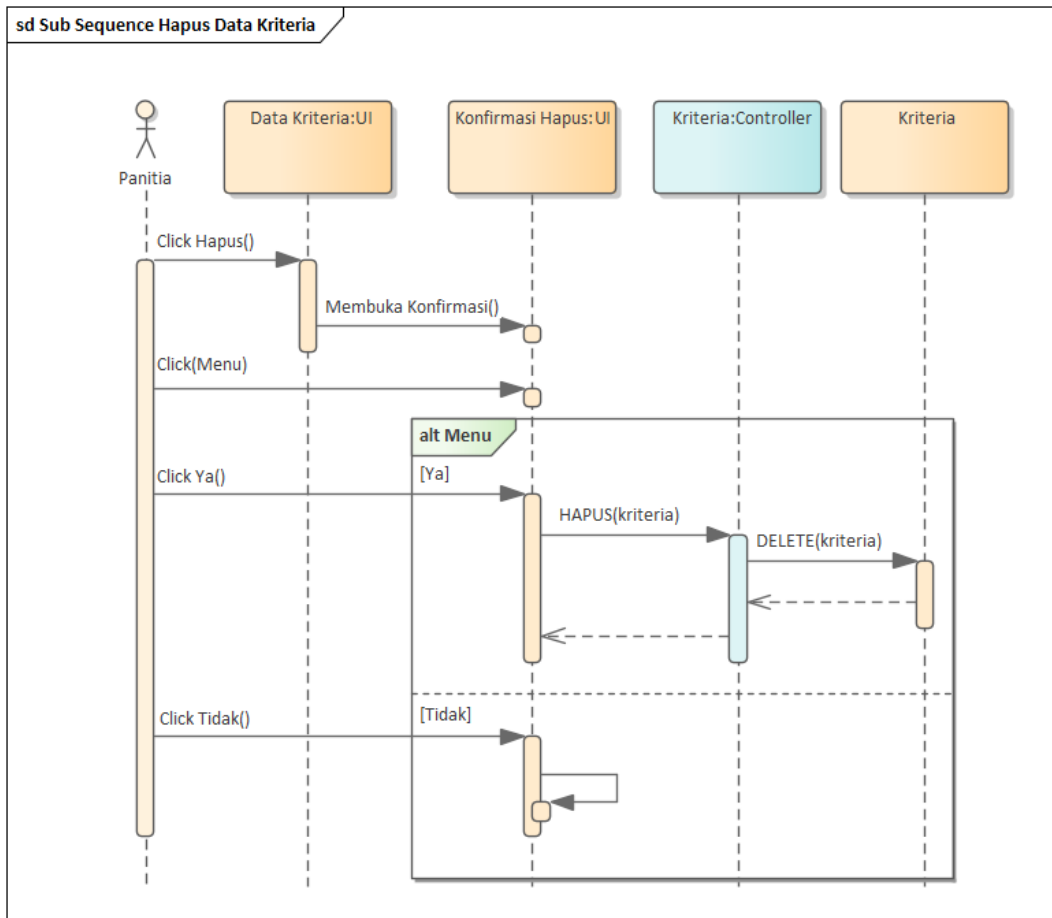 sd Sub Sequence Hapus Data Kriteria
Panitia
Data Kriteria:UI
Konfirmasi Hapus:UI
Kriteria:Controller
Kriteria
Click Hapus()
Membuka Konfirmasi()
Click(Menu)
alt Menu
Click Ya()
[Ya]
HAPUS(kriteria)
DELETE(kriteria)
Click Tidak()
[Tidak]